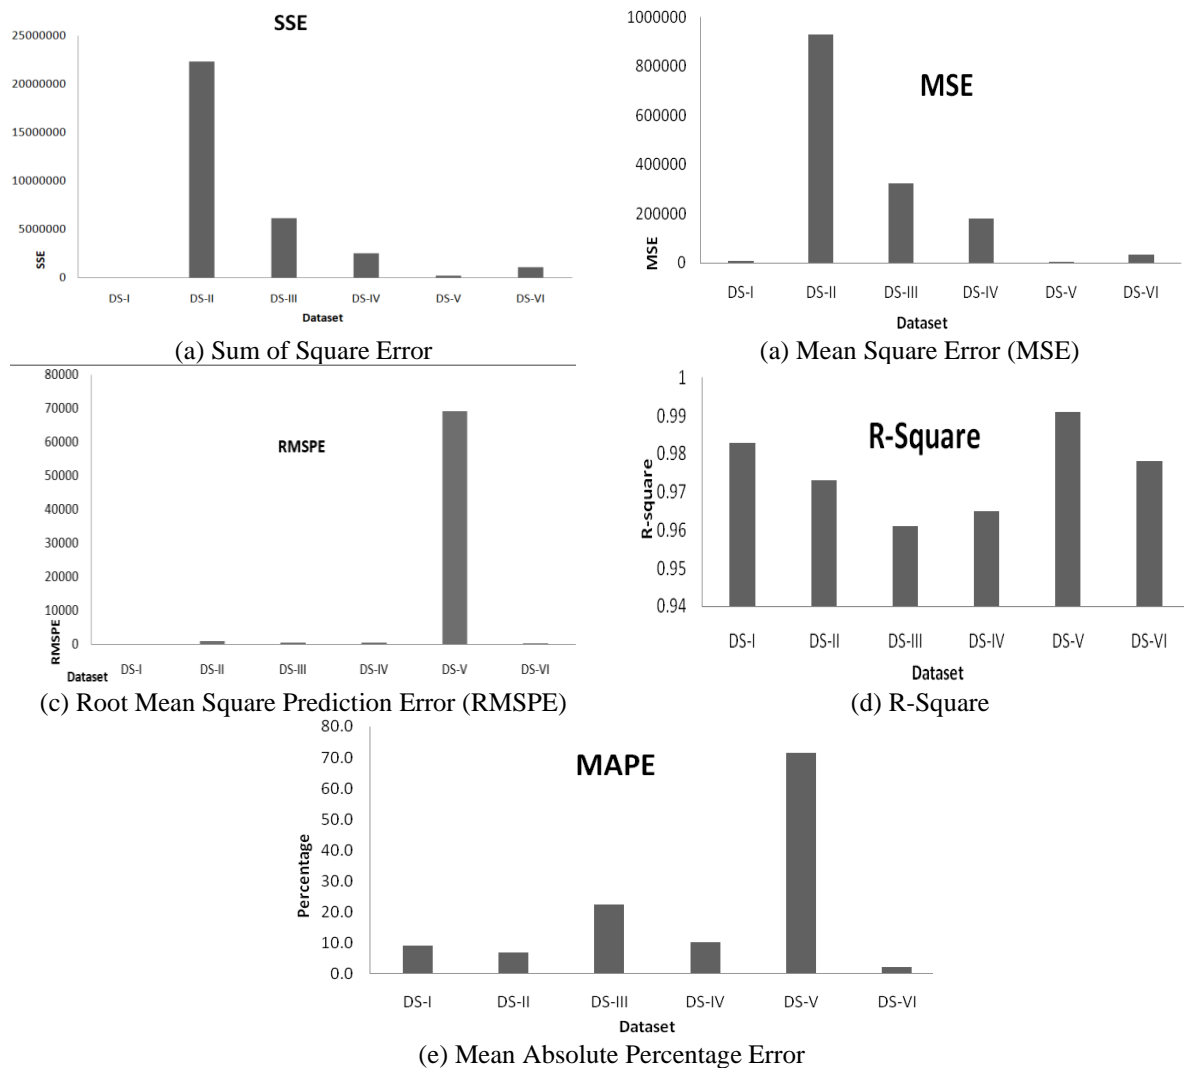 SSE
25000000
20000000
15000000
10000000
5000000
0
SSE
DS-I DS-II DS-III DS-IV DS-V DS-VI
Dataset
(a) Sum of Square Error
MSE
1000000
800000
600000
400000
200000
0
MSE
DS-I DS-II DS-III DS-IV DS-V DS-VI
Dataset
(a) Mean Square Error (MSE)
RMSPE
80000
70000
60000
50000
40000
30000
20000
10000
0
RMSPE
DS-I DS-II DS-III DS-IV DS-V DS-VI
Dataset
(c) Root Mean Square Prediction Error (RMSPE)
R-Square
1
0.99
0.98
0.97
0.96
0.95
0.94
R-square
DS-I DS-II DS-III DS-IV DS-V DS-VI
Dataset
(d) R-Square
MAPE
80.0
70.0
60.0
50.0
40.0
30.0
20.0
10.0
0.0
Percentage
DS-I DS-II DS-III DS-IV DS-V DS-VI
Dataset
(e) Mean Absolute Percentage Error